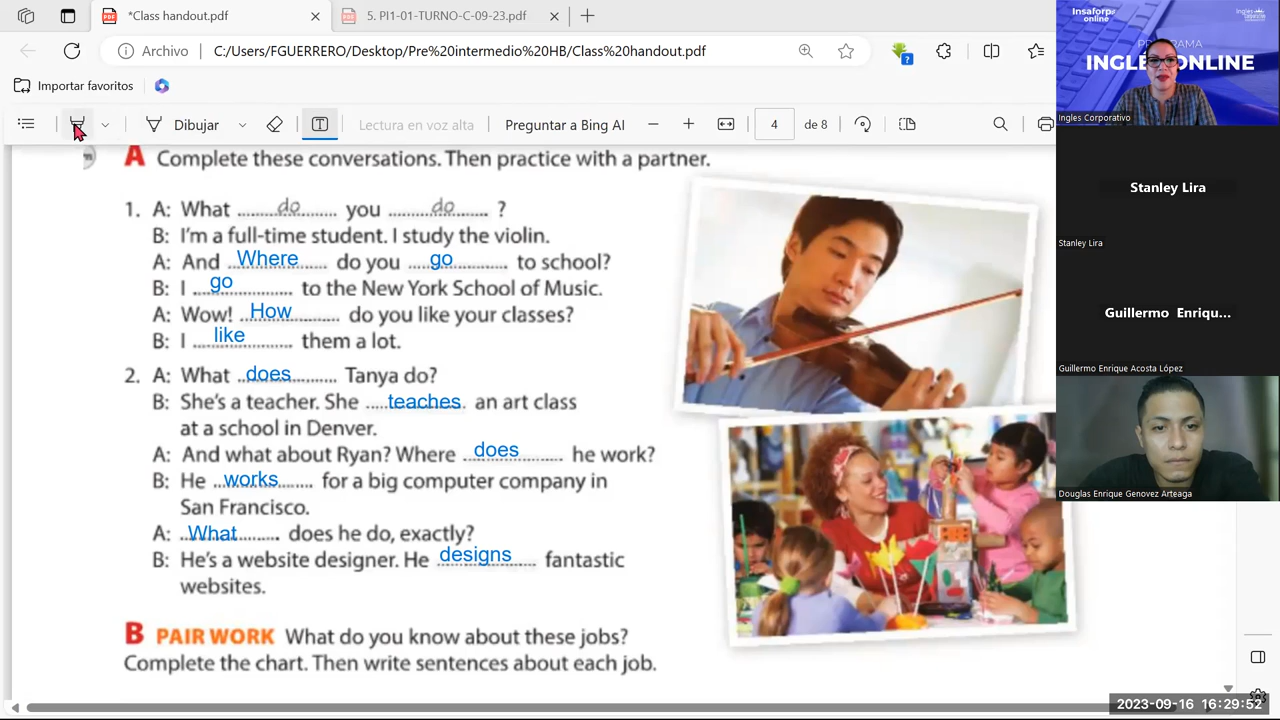 *Class handout.pdf
5.101-01-TURNO-C-09-23.pdf
Archivo
C:/Users/FGUERRERO/Desktop/Pre%20intermedio%20HB/Class%20handout.pdf
Importar favoritos
Dibujar
Lectura en voz alta
Preguntar a Bing AI
4
de 8
A Complete these conversations. Then practice with a partner.
1. A: What do you do ?
B: I'm a full-time student. I study the violin.
A: And Where do you go to school?
B: I go to the New York School of Music.
A: Wow! How do you like your classes?
B: I like them a lot.
2. A: What does Tanya do?
B: She's a teacher. She teaches an art class
at a school in Denver.
A: And what about Ryan? Where does he work?
B: He works for a big computer company in
San Francisco.
A: What does he do, exactly?
B: He's a website designer. He designs fantastic
websites.
B PAIR WORK What do you know about these jobs?
Complete the chart. Then write sentences about each job.
Insaforp
online
INGLÉS ONLINE
Ingles Corporativo
Stanley Lira
Stanley Lira
Guillermo Enriqu...
Guillermo Enrique Acosta López
Douglas Enrique Genovez Arteaga
2023-09-16 16:29:52